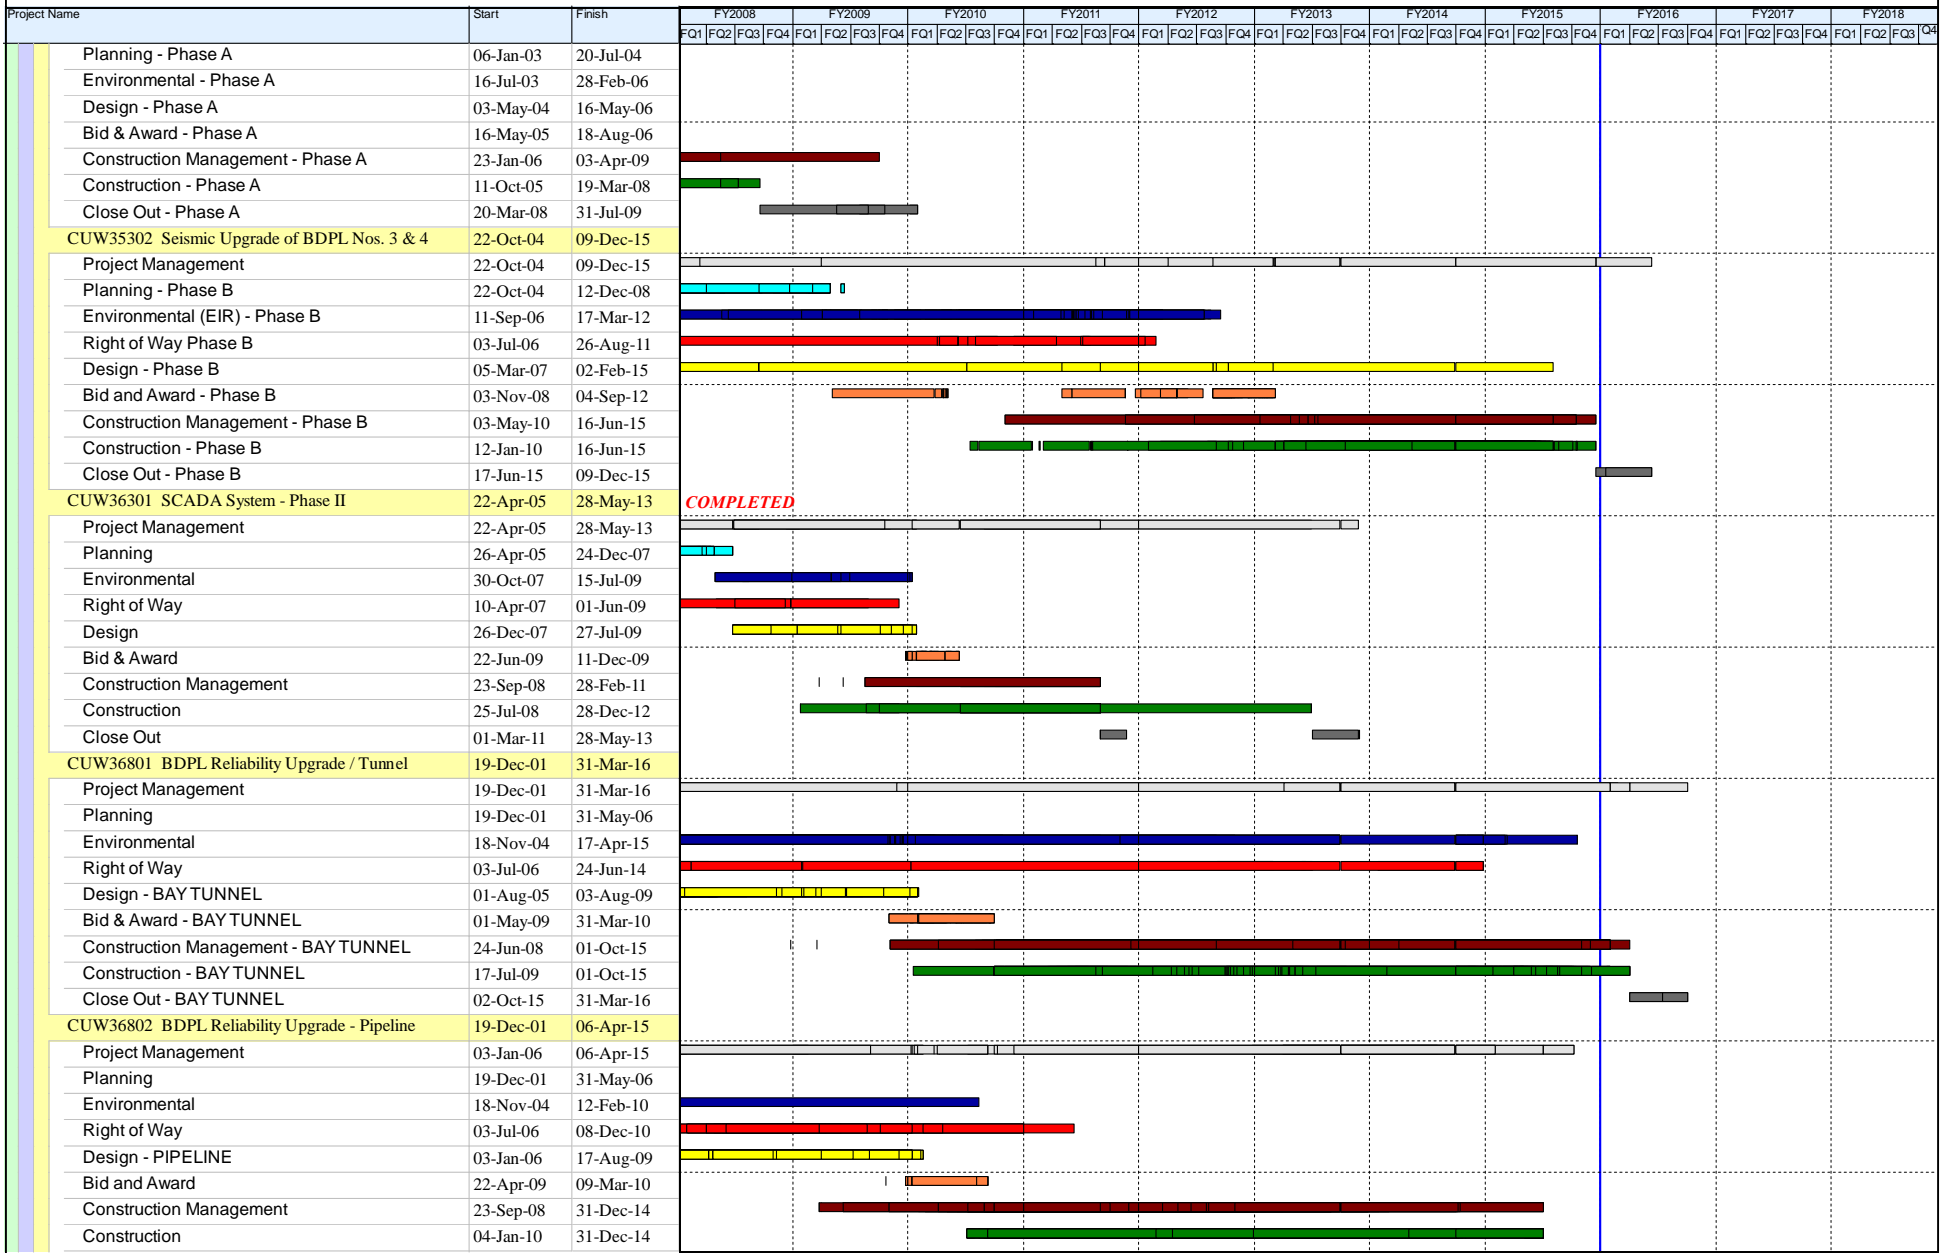 Project Name Start Finish FY2008 FY2009 FY2010 FY2011 FY2012 FY2013 FY2014 FY2015 FY2016 FY2017 FY2018
FQ1 FQ2 FQ3 FQ4 FQ1 FQ2 FQ3 FQ4 FQ1 FQ2 FQ3 FQ4 FQ1 FQ2 FQ3 FQ4 FQ1 FQ2 FQ3 FQ4 FQ1 FQ2 FQ3 FQ4 FQ1 FQ2 FQ3 FQ4 FQ1 FQ2 FQ3 FQ4 FQ1 FQ2 FQ3 FQ4 FQ1 FQ2 FQ3 FQ4 FQ1 FQ2 FQ3 Q4
Planning - Phase A 06-Jan-03 20-Jul-04
Environmental - Phase A 16-Jul-03 28-Feb-06
Design - Phase A 03-May-04 16-May-06
Bid & Award - Phase A 16-May-05 18-Aug-06
Construction Management - Phase A 23-Jan-06 03-Apr-09
Construction - Phase A 11-Oct-05 19-Mar-08
Close Out - Phase A 20-Mar-08 31-Jul-09
CUW35302 Seismic Upgrade of BDPL Nos. 3 & 4 22-Oct-04 09-Dec-15
Project Management 22-Oct-04 09-Dec-15
Planning - Phase B 22-Oct-04 12-Dec-08
Environmental (EIR) - Phase B 11-Sep-06 17-Mar-12
Right of Way Phase B 03-Jul-06 26-Aug-11
Design - Phase B 05-Mar-07 02-Feb-15
Bid and Award - Phase B 03-Nov-08 04-Sep-12
Construction Management - Phase B 03-May-10 16-Jun-15
Construction - Phase B 12-Jan-10 16-Jun-15
Close Out - Phase B 17-Jun-15 09-Dec-15
CUW36301 SCADA System - Phase II 22-Apr-05 28-May-13 COMPLETED
Project Management 22-Apr-05 28-May-13
Planning 26-Apr-05 24-Dec-07
Environmental 30-Oct-07 15-Jul-09
Right of Way 10-Apr-07 01-Jun-09
Design 26-Dec-07 27-Jul-09
Bid & Award 22-Jun-09 11-Dec-09
Construction Management 23-Sep-08 28-Feb-11
Construction 25-Jul-08 28-Dec-12
Close Out 01-Mar-11 28-May-13
CUW36801 BDPL Reliability Upgrade / Tunnel 19-Dec-01 31-Mar-16
Project Management 19-Dec-01 31-Mar-16
Planning 19-Dec-01 31-May-06
Environmental 18-Nov-04 17-Apr-15
Right of Way 03-Jul-06 24-Jun-14
Design - BAY TUNNEL 01-Aug-05 03-Aug-09
Bid & Award - BAY TUNNEL 01-May-09 31-Mar-10
Construction Management - BAY TUNNEL 24-Jun-08 01-Oct-15
Construction - BAY TUNNEL 17-Jul-09 01-Oct-15
Close Out - BAY TUNNEL 02-Oct-15 31-Mar-16
CUW36802 BDPL Reliability Upgrade - Pipeline 19-Dec-01 06-Apr-15
Project Management 03-Jan-06 06-Apr-15
Planning 19-Dec-01 31-May-06
Environmental 18-Nov-04 12-Feb-10
Right of Way 03-Jul-06 08-Dec-10
Design - PIPELINE 03-Jan-06 17-Aug-09
Bid and Award 22-Apr-09 09-Mar-10
Construction Management 23-Sep-08 31-Dec-14
Construction 04-Jan-10 31-Dec-14